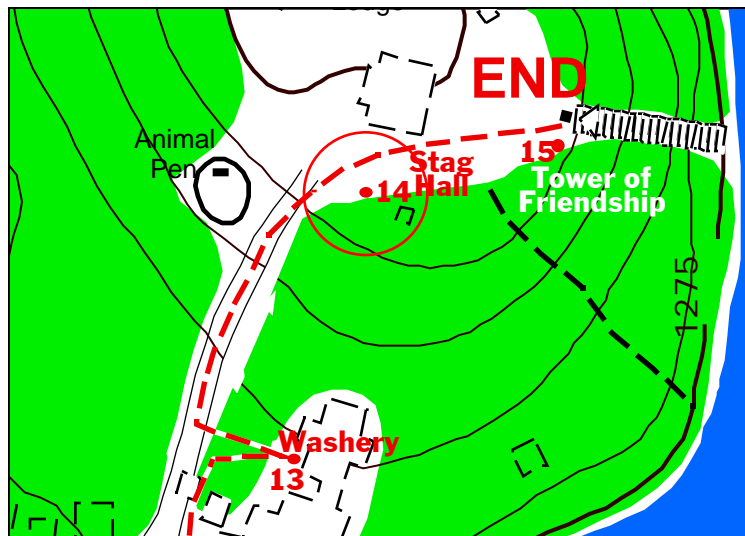 END
Animal
Pen
15
Stag
Hall
14
Tower of
Friendship
1275
Washery
13